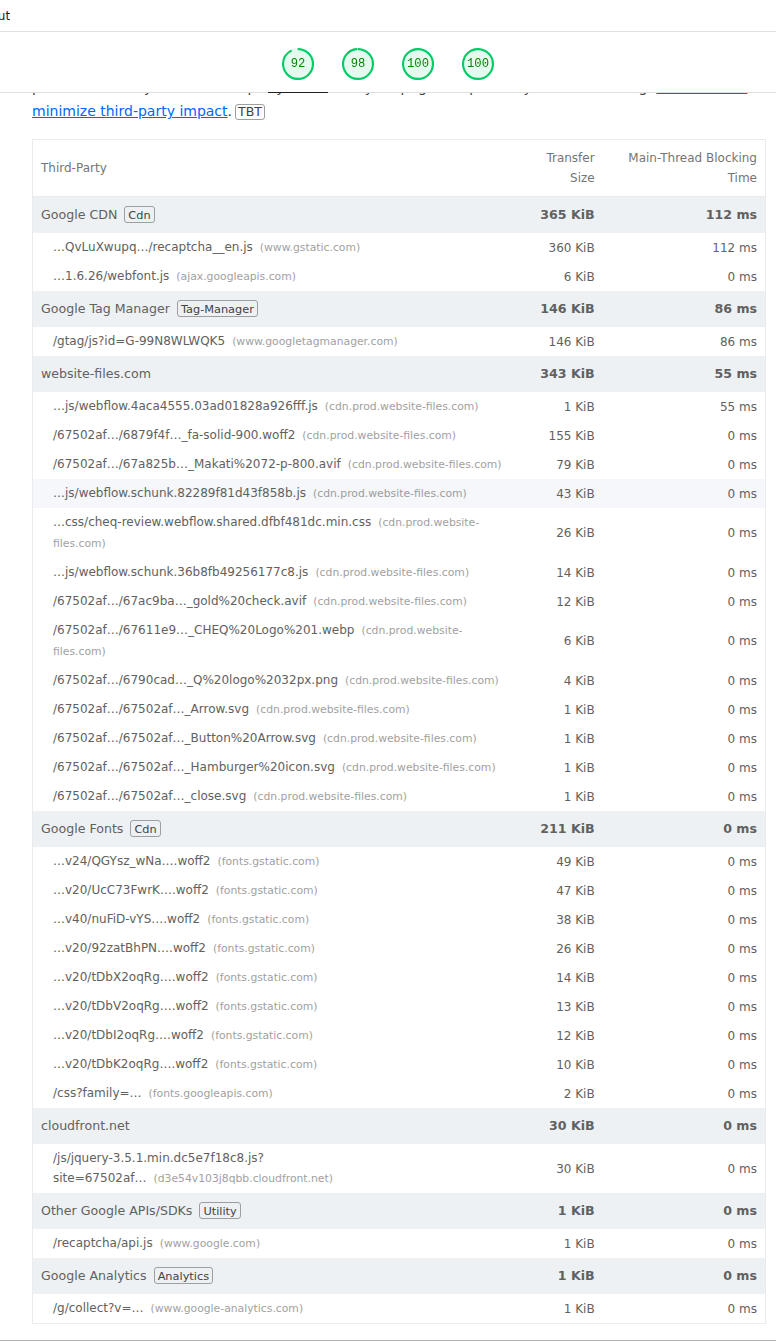 ut
92 98 100 100
minimize third-party impact. TBT
Third-Party Transfer Size Main-Thread Blocking Time
Google CDN Cdn 365 KiB 112 ms
…QvLuXwupq…/recaptcha__en.js (www.gstatic.com) 360 KiB 112 ms
…1.6.26/webfont.js (ajax.googleapis.com) 6 KiB 0 ms
Google Tag Manager Tag-Manager 146 KiB 86 ms
/gtag/js?id=G-99N8WLWQK5 (www.googletagmanager.com) 146 KiB 86 ms
website-files.com 343 KiB 55 ms
…js/webflow.4aca4555.03ad01828a926fff.js (cdn.prod.website-files.com) 1 KiB 55 ms
/67502af…/6879f4f…_fa-solid-900.woff2 (cdn.prod.website-files.com) 155 KiB 0 ms
/67502af…/67a825b…_Makati%2072-p-800.avif (cdn.prod.website-files.com) 79 KiB 0 ms
…js/webflow.schunk.82289f81d43f858b.js (cdn.prod.website-files.com) 43 KiB 0 ms
…css/cheq-review.webflow.shared.dfbf481dc.min.css (cdn.prod.website-
files.com) 26 KiB 0 ms
…js/webflow.schunk.36b8fb49256177c8.js (cdn.prod.website-files.com) 14 KiB 0 ms
/67502af…/67ac9ba…_gold%20check.avif (cdn.prod.website-files.com) 12 KiB 0 ms
/67502af…/67611e9…_CHEQ%20Logo%201.webp (cdn.prod.website-
files.com) 6 KiB 0 ms
/67502af…/6790cad…_Q%20logo%2032px.png (cdn.prod.website-files.com) 4 KiB 0 ms
/67502af…/67502af…_Arrow.svg (cdn.prod.website-files.com) 1 KiB 0 ms
/67502af…/67502af…_Button%20Arrow.svg (cdn.prod.website-files.com) 1 KiB 0 ms
/67502af…/67502af…_Hamburger%20icon.svg (cdn.prod.website-files.com) 1 KiB 0 ms
/67502af…/67502af…_close.svg (cdn.prod.website-files.com) 1 KiB 0 ms
Google Fonts Cdn 211 KiB 0 ms
…v24/QGYsz_wNa….woff2 (fonts.gstatic.com) 49 KiB 0 ms
…v20/UcC73FwrK….woff2 (fonts.gstatic.com) 47 KiB 0 ms
…v40/nuFiD-vYS….woff2 (fonts.gstatic.com) 38 KiB 0 ms
…v20/92zatBhPN….woff2 (fonts.gstatic.com) 26 KiB 0 ms
…v20/tDbX2oqRg….woff2 (fonts.gstatic.com) 14 KiB 0 ms
…v20/tDbV2oqRg….woff2 (fonts.gstatic.com) 13 KiB 0 ms
…v20/tDbI2oqRg….woff2 (fonts.gstatic.com) 12 KiB 0 ms
…v20/tDbK2oqRg….woff2 (fonts.gstatic.com) 10 KiB 0 ms
/css?family=… (fonts.googleapis.com) 2 KiB 0 ms
cloudfront.net 30 KiB 0 ms
/js/jquery-3.5.1.min.dc5e7f18c8.js?
site=67502af… (d3e54v103j8qbb.cloudfront.net) 30 KiB 0 ms
Other Google APIs/SDKs Utility 1 KiB 0 ms
/recaptcha/api.js (www.google.com) 1 KiB 0 ms
Google Analytics Analytics 1 KiB 0 ms
/g/collect?v=… (www.google-analytics.com) 1 KiB 0 ms